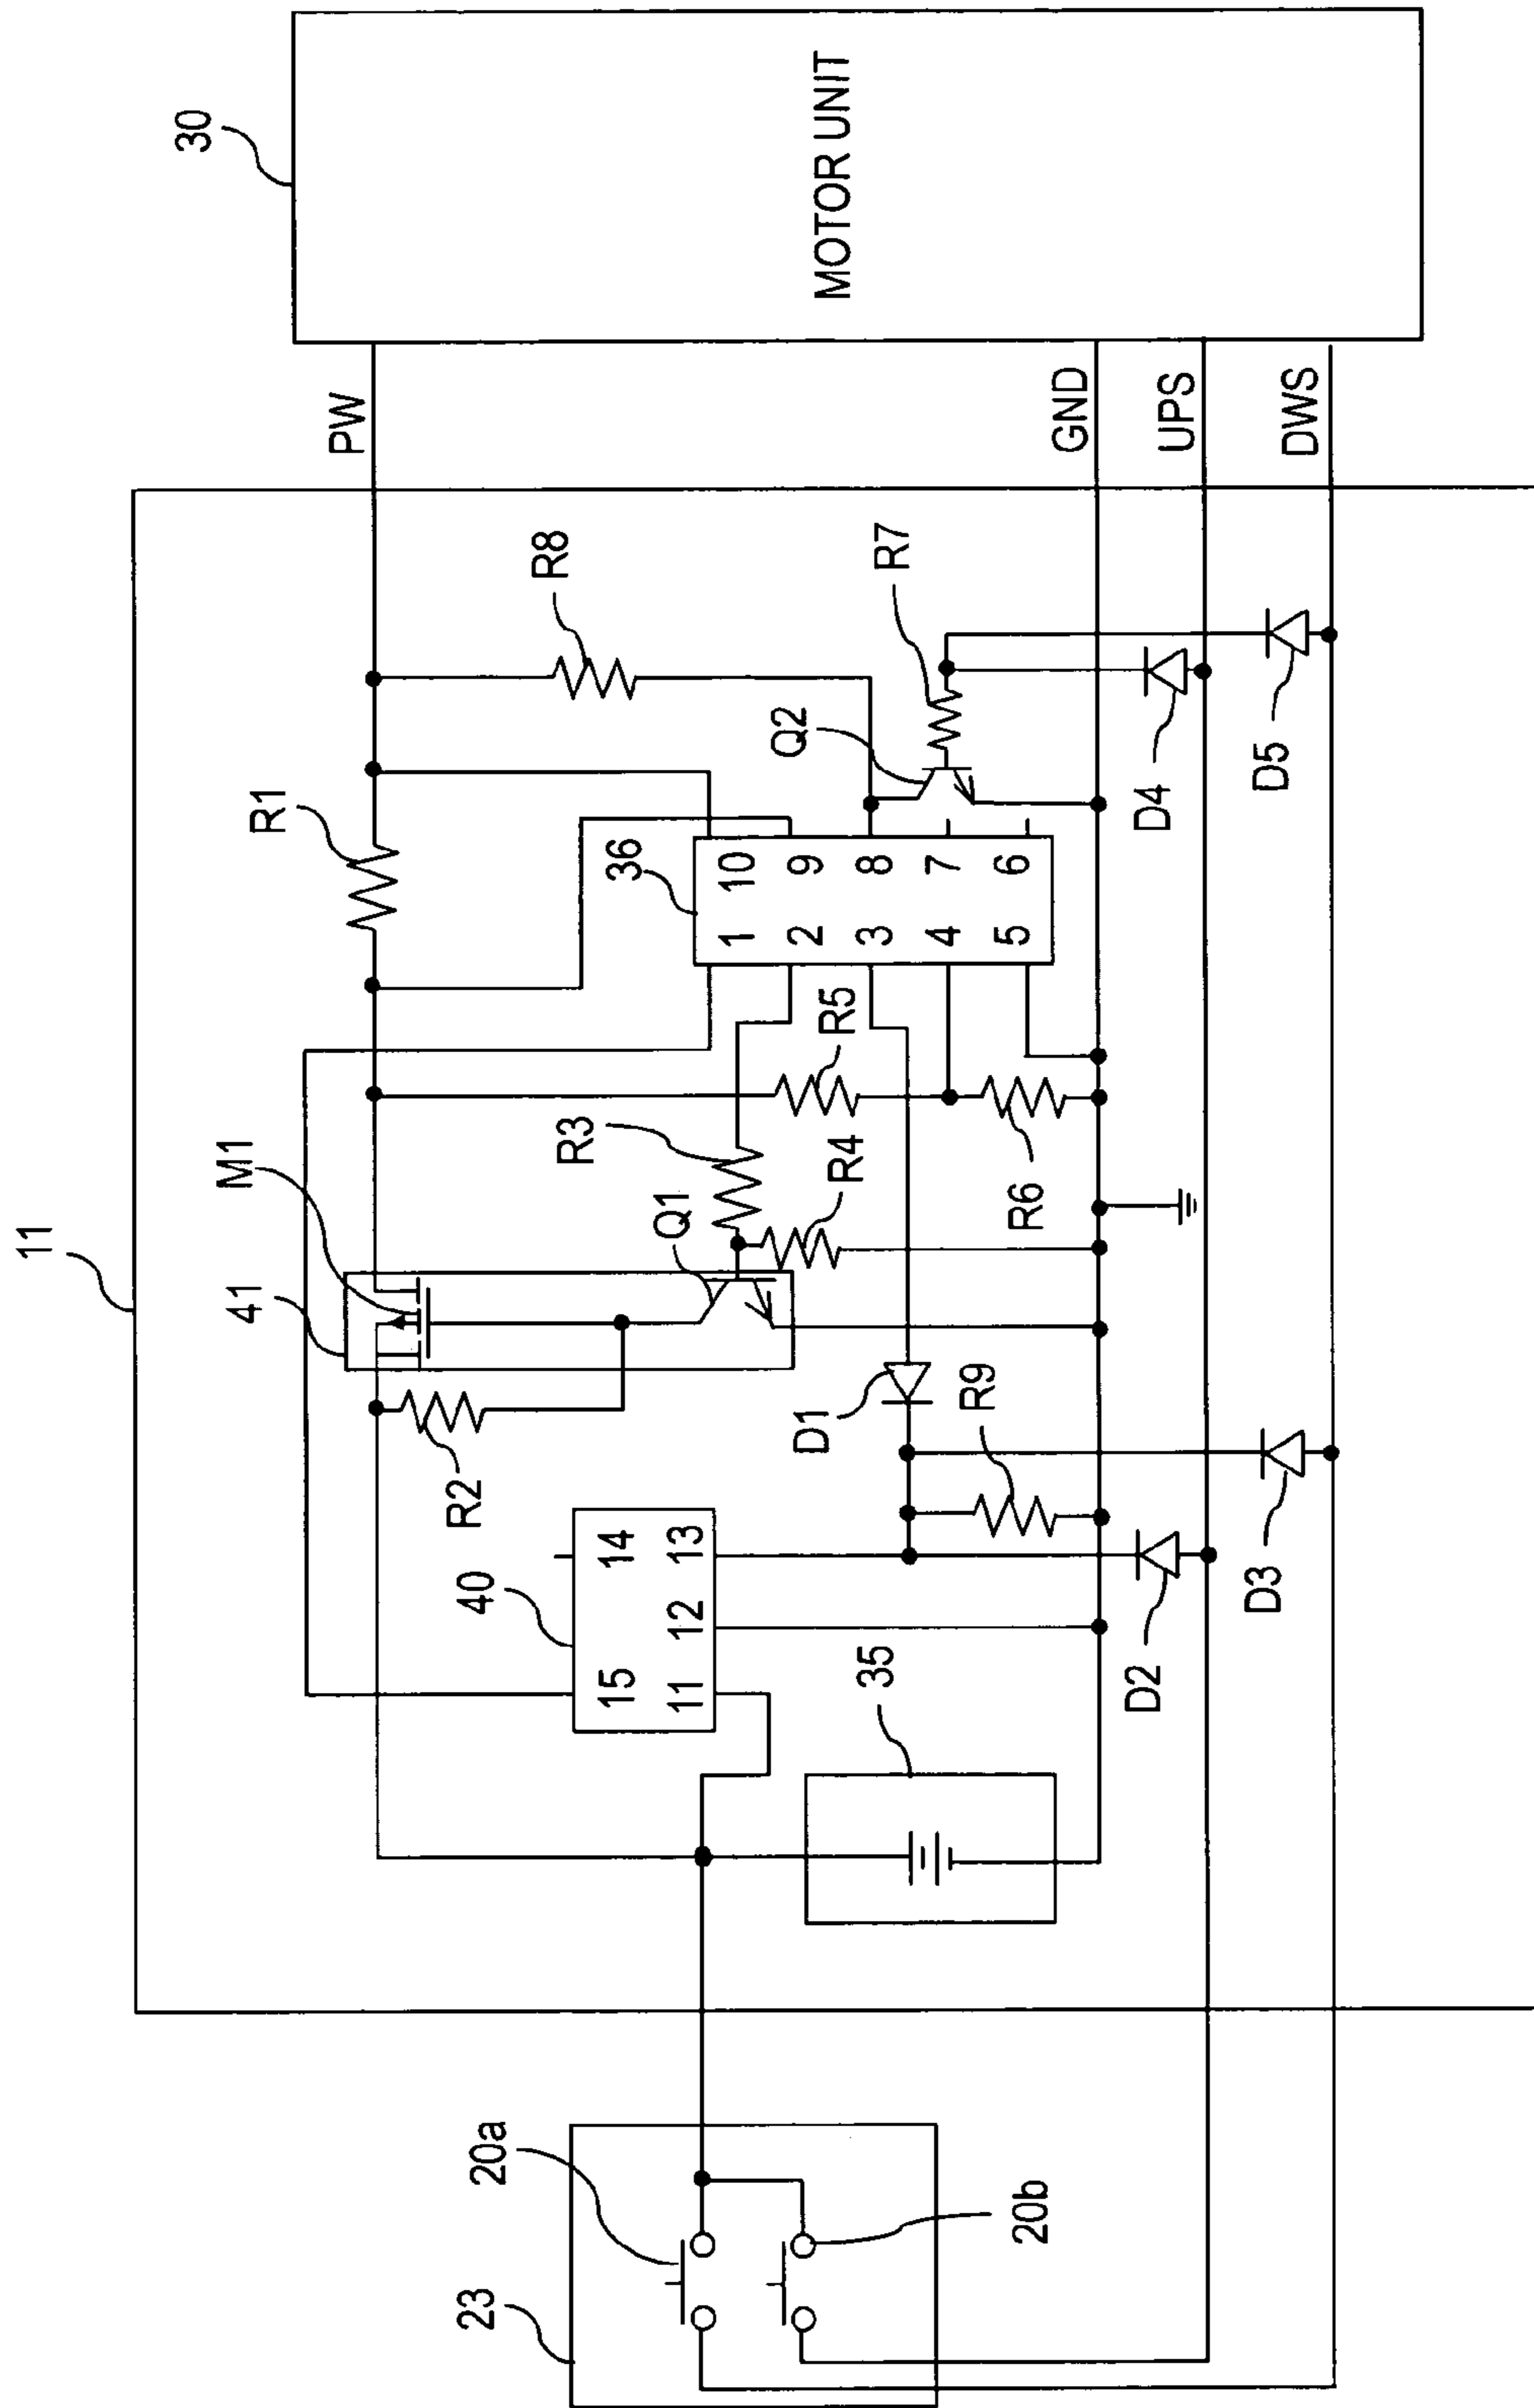 11
30
MOTOR UNIT
PW
GND
UPS
DWS
R1
R8
R7
Q2
D4
D5
36
1 10
2 9
3 8
4 7
5 6
R5
R3
R4
R6
M1
41
Q1
R2
D1
R9
D3
D2
40
15 14
11 12 13
35
23
20a
20b